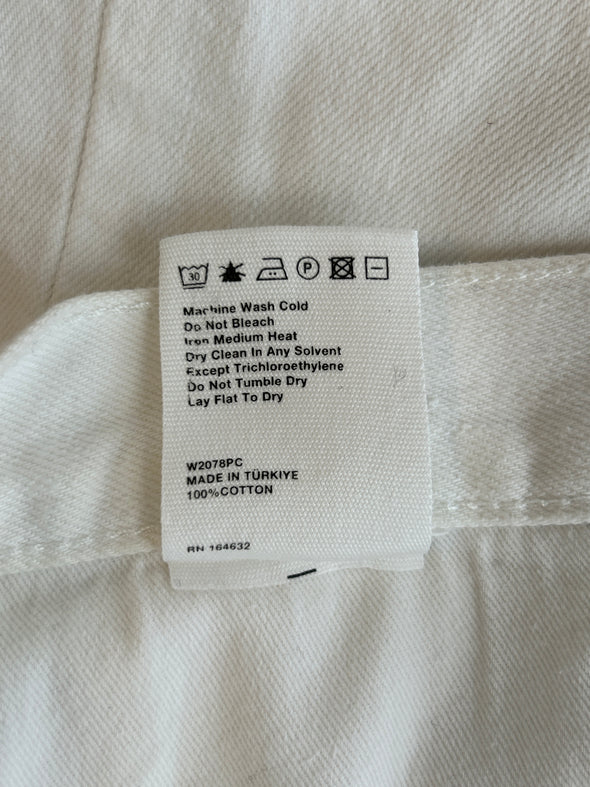 30 P
Machine Wash Cold
Do Not Bleach
Iron Medium Heat
Dry Clean In Any Solvent
Except Trichloroethylene
Do Not Tumble Dry
Lay Flat To Dry
W2078PC
MADE IN TÜRKIYE
100%COTTON
RN 164632